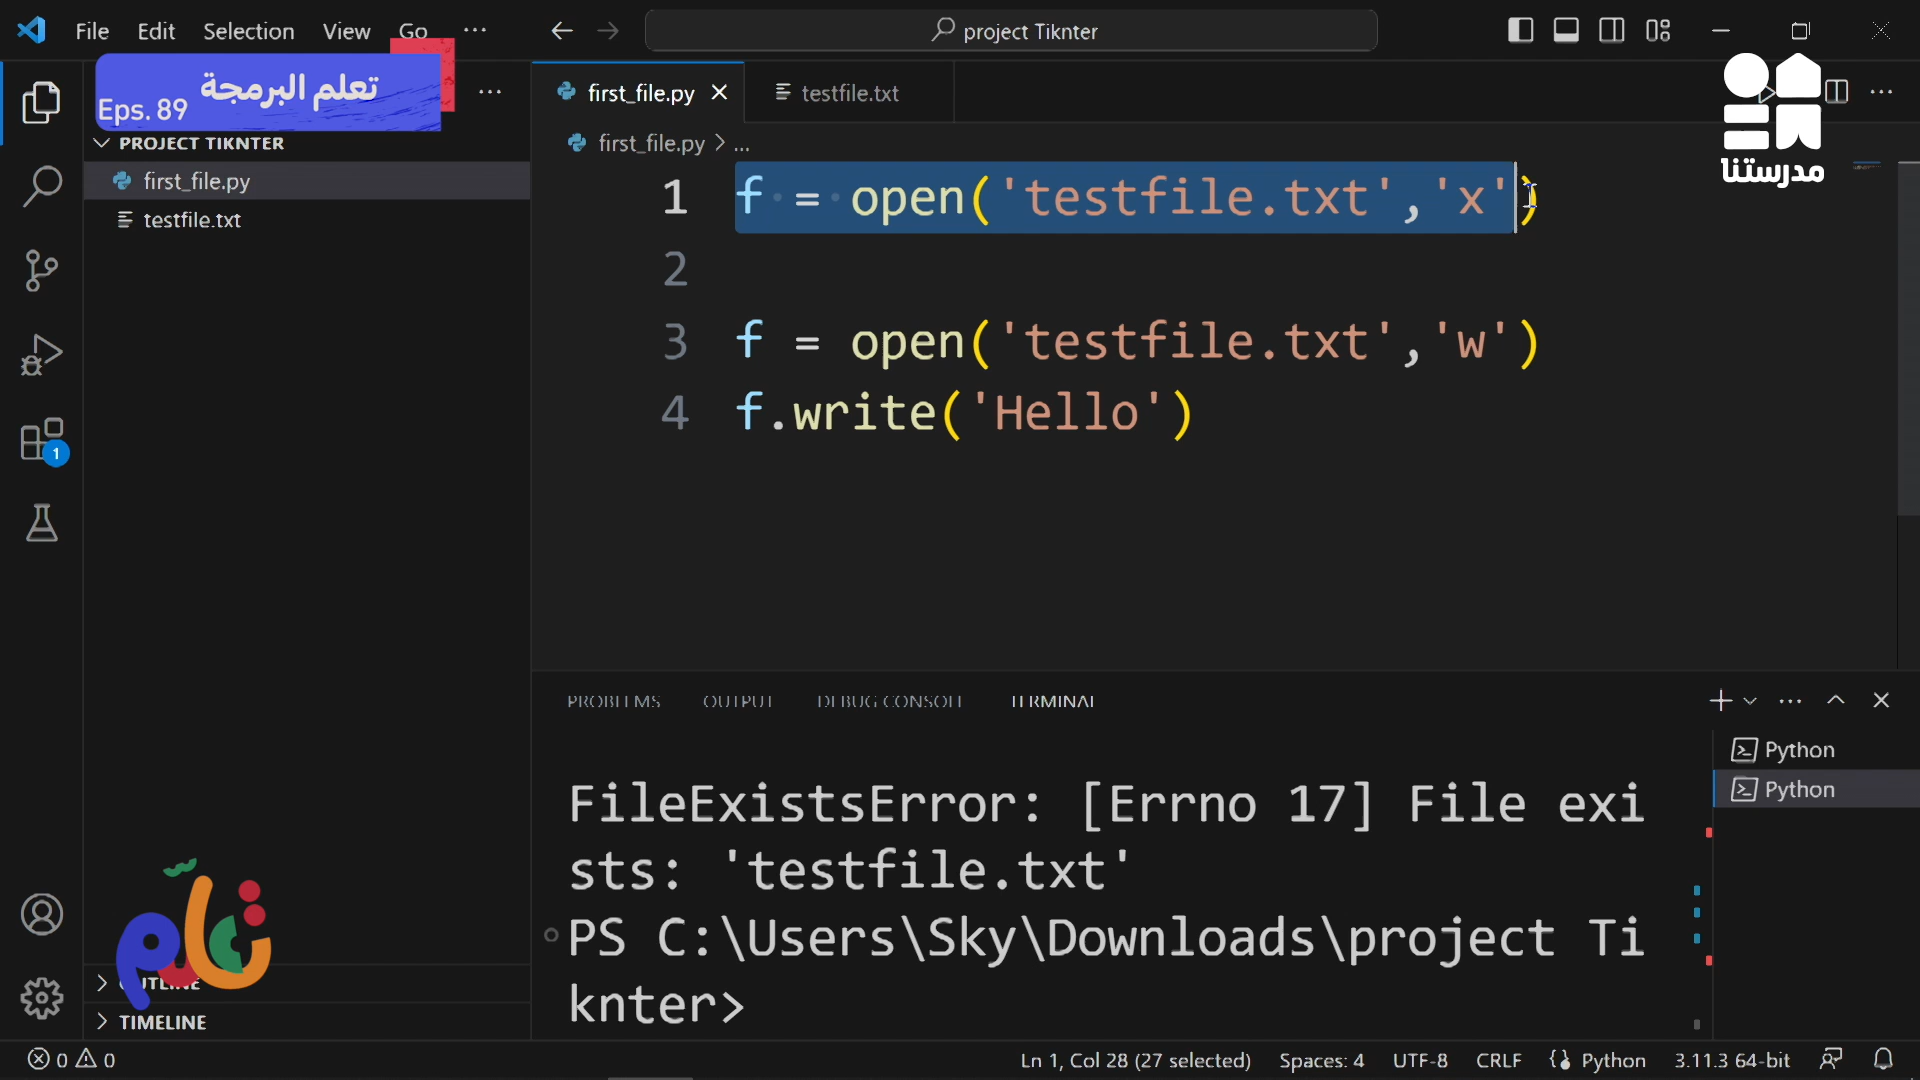 File Edit Selection View Go ...
project Tiknter
تعلم البرمجة
Eps. 89
مدرستنا
PROJECT TIKNTER
first_file.py
testfile.txt
first_file.py
testfile.txt
first_file.py > ...
1 f = open('testfile.txt','x')
2
3 f = open('testfile.txt','w')
4 f.write('Hello')
PROBLEMS OUTPUT DEBUG CONSOLE TERMINAL
Python
Python
FileExistsError: [Errno 17] File exi
sts: 'testfile.txt'
PS C:\Users\Sky\Downloads\project Ti
knter>
OUTLINE
TIMELINE
1
0 0
Ln 1, Col 28 (27 selected) Spaces: 4 UTF-8 CRLF Python 3.11.3 64-bit